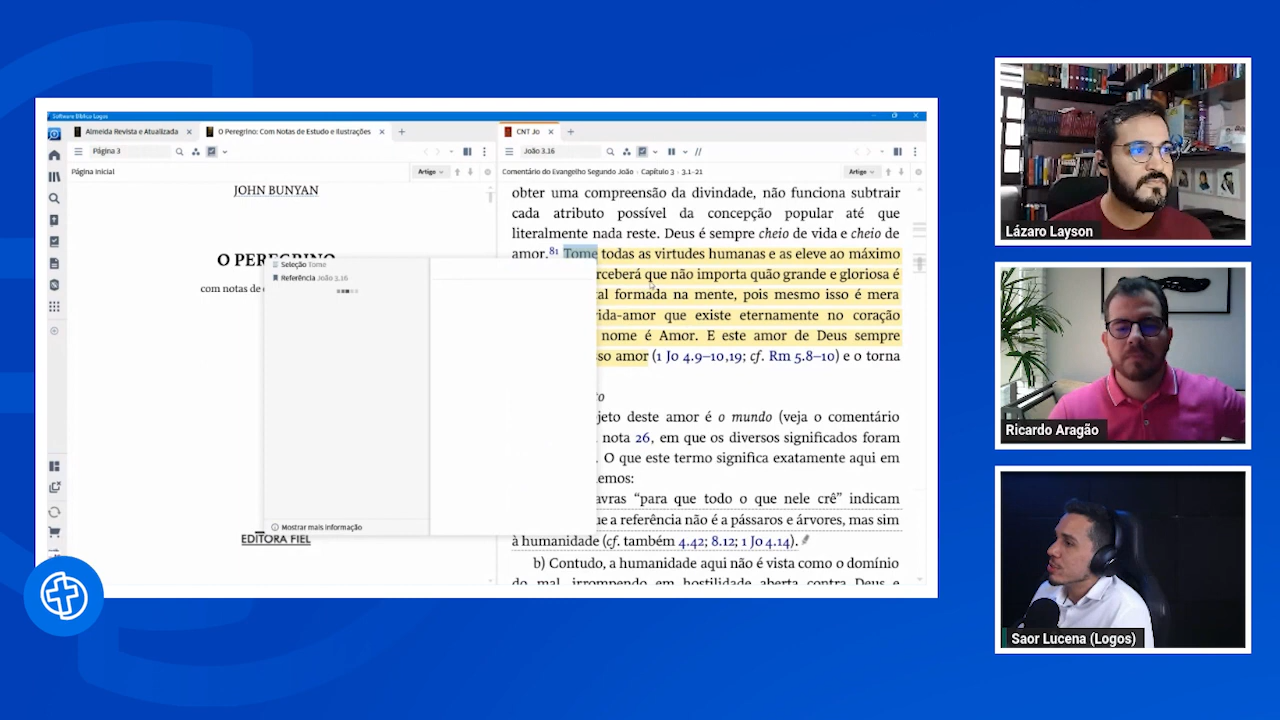 Software Bíblico Logos
Almeida Revista e Atualizada
O Peregrino: Com Notas de Estudo e Ilustrações
Página 3
Página Inicial
Artigo
JOHN BUNYAN
O PEREGRINO
com notas de
EDITORA FIEL
Seleção Tome
Referência João 3.16
Mostrar mais informação
CNT Jo
João 3.16
Comentário do Evangelho Segundo João · Capítulo 3 · 3.1–21
Artigo
obter uma compreensão da divindade, não funciona subtrair
cada atributo possível da concepção popular até que
literalmente nada reste. Deus é sempre cheio de vida e cheio de
amor.81 Tome todas as virtudes humanas e as eleve ao máximo
rceberá que não importa quão grande e gloriosa é
al formada na mente, pois mesmo isso é mera
vida-amor que existe eternamente no coração
nome é Amor. E este amor de Deus sempre
so amor (1 Jo 4.9–10,19; cf. Rm 5.8–10) e o torna
to
jeto deste amor é o mundo (veja o comentário
nota 26, em que os diversos significados foram
. O que este termo significa exatamente aqui em
emos:
avras “para que todo o que nele crê” indicam
ue a referência não é a pássaros e árvores, mas sim
à humanidade (cf. também 4.42; 8.12; 1 Jo 4.14).
b) Contudo, a humanidade aqui não é vista como o domínio
do mal, irrompendo em hostilidade aberta contra Deus e
Lázaro Layson
Ricardo Aragão
Saor Lucena (Logos)